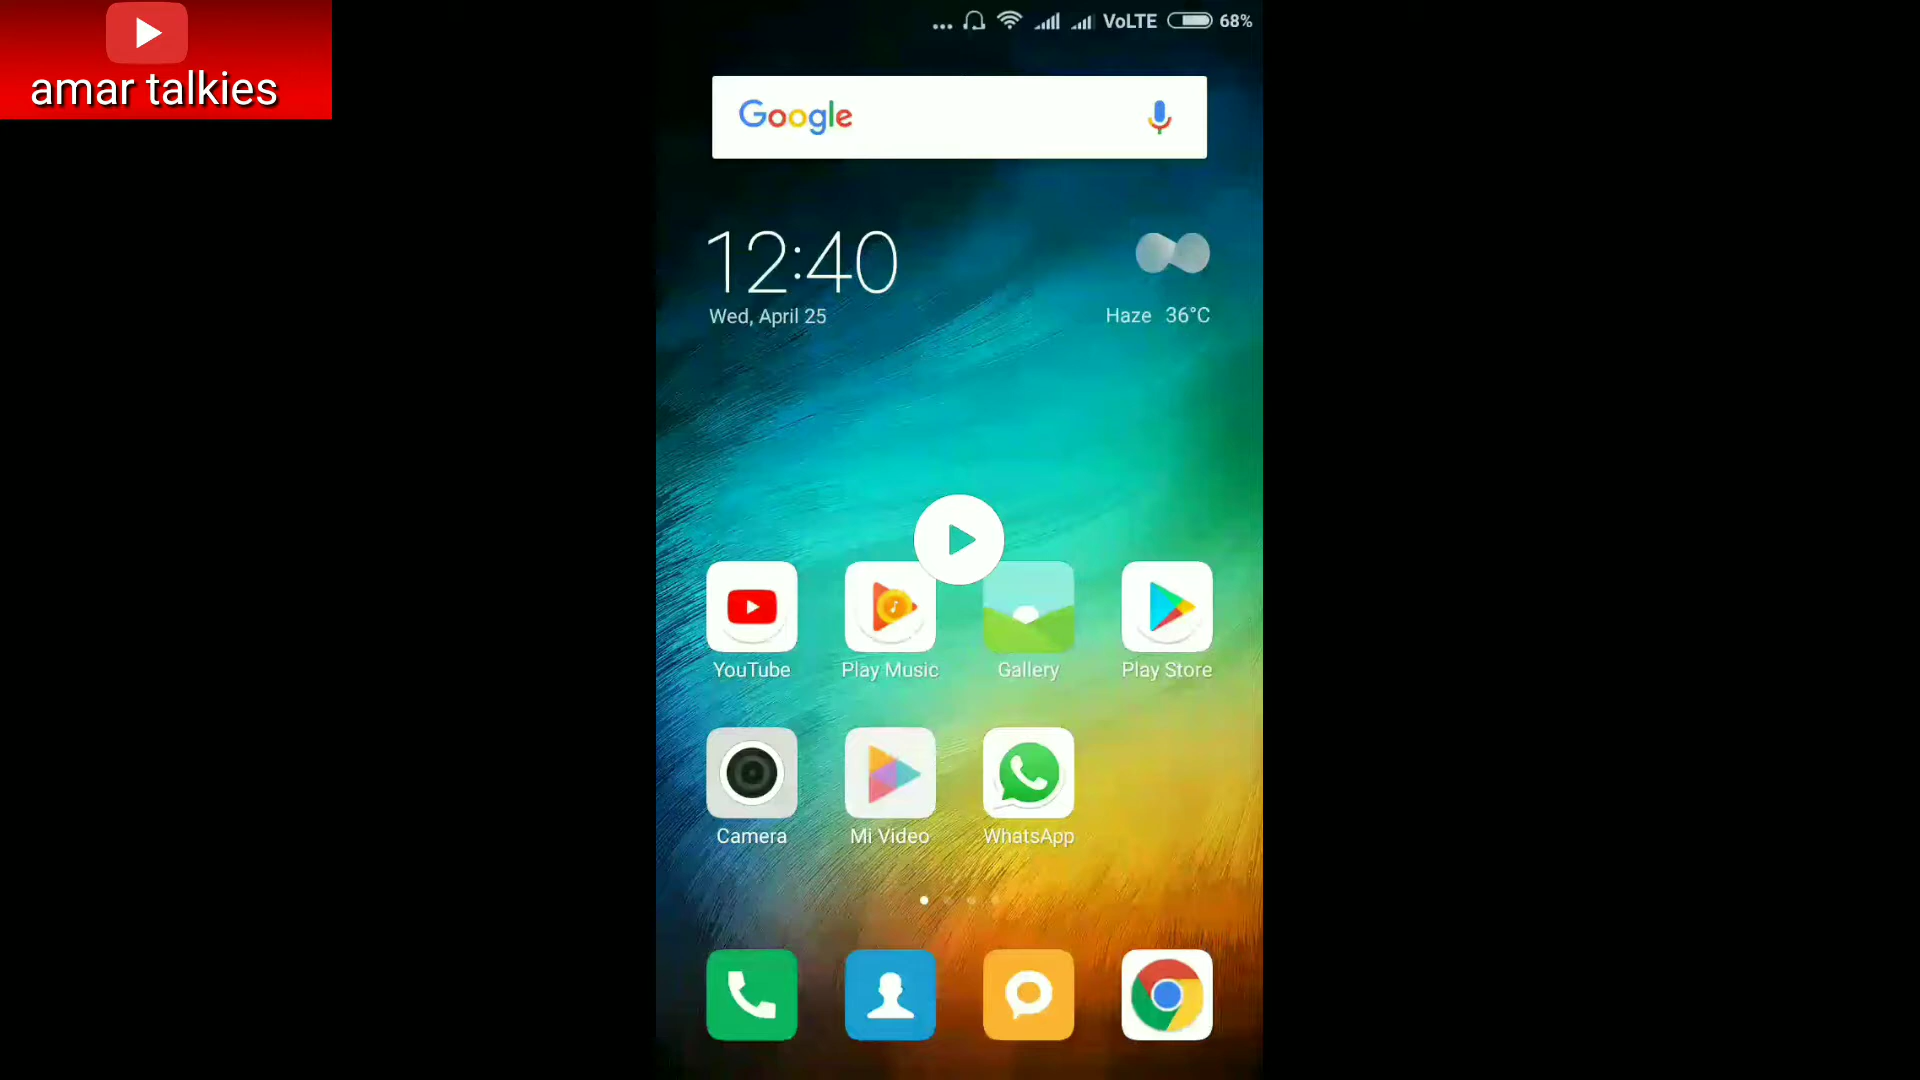 amar talkies
... VoLTE 68%
Google
12:40
Wed, April 25
Haze 36°C
YouTube Play Music Gallery Play Store
Camera Mi Video WhatsApp